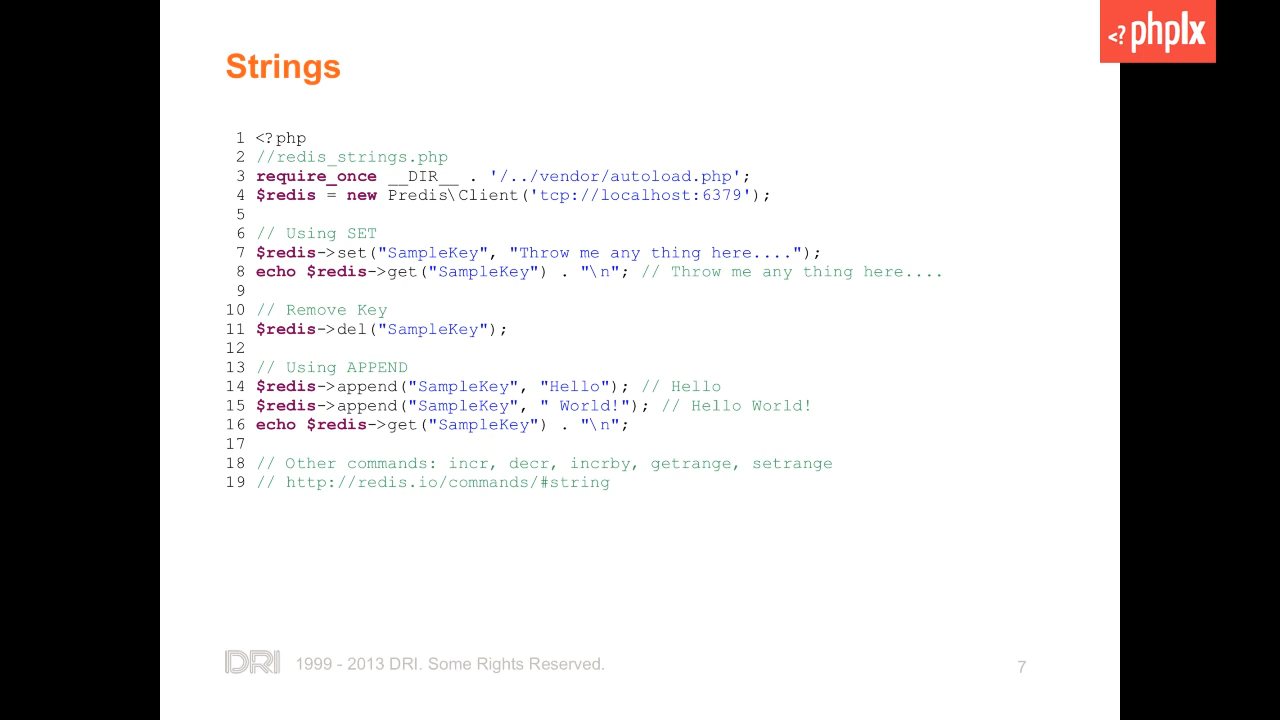 <? phplx
Strings
1 <?php
2 //redis_strings.php
3 require_once __DIR__ . '/../vendor/autoload.php';
4 $redis = new Predis\Client('tcp://localhost:6379');
5
6 // Using SET
7 $redis->set("SampleKey", "Throw me any thing here....");
8 echo $redis->get("SampleKey") . "\n"; // Throw me any thing here....
9
10 // Remove Key
11 $redis->del("SampleKey");
12
13 // Using APPEND
14 $redis->append("SampleKey", "Hello"); // Hello
15 $redis->append("SampleKey", " World!"); // Hello World!
16 echo $redis->get("SampleKey") . "\n";
17
18 // Other commands: incr, decr, incrby, getrange, setrange
19 // http://redis.io/commands/#string
DRI 1999 - 2013 DRI. Some Rights Reserved. 7